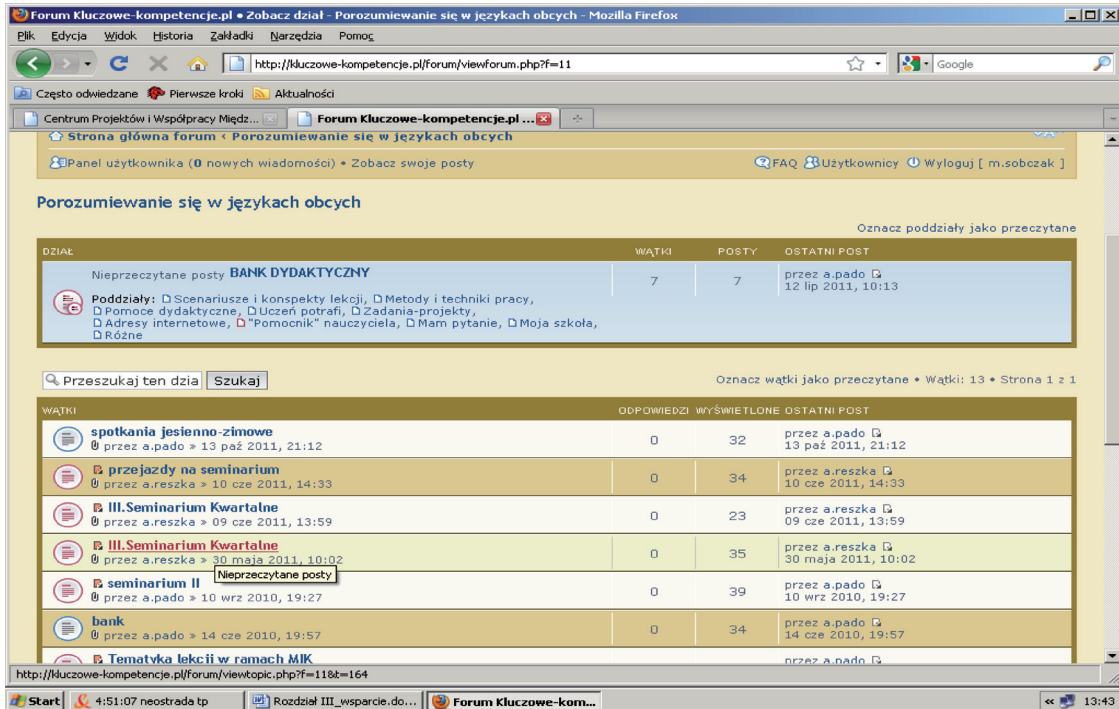 Forum Kluczowe-kompetencje.pl • Zobacz dział - Porozumiewanie się w językach obcych - Mozilla Firefox
Plik Edycja Widok Historia Zakładki Narzędzia Pomoc
http://kluczowe-kompetencje.pl/forum/viewforum.php?f=11
Google
Często odwiedzane Pierwsze kroki Aktualności
Centrum Projektów i Współpracy Międz... Forum Kluczowe-kompetencje.pl ...
Strona główna forum ‹ Porozumiewanie się w językach obcych
Panel użytkownika (0 nowych wiadomości) • Zobacz swoje posty FAQ Użytkownicy Wyloguj [ m.sobczak ]
Porozumiewanie się w językach obcych
Oznacz poddziały jako przeczytane
DZIAŁ WĄTKI POSTY OSTATNI POST
Nieprzeczytane posty BANK DYDAKTYCZNY 7 7 przez a.pado
12 lip 2011, 10:13
Poddziały: Scenariusze i konspekty lekcji, Metody i techniki pracy,
Pomoce dydaktyczne, Uczeń potrafi, Zadania-projekty,
Adresy internetowe, "Pomocnik" nauczyciela, Mam pytanie, Moja szkoła,
Różne
Przeszukaj ten dzia Szukaj Oznacz wątki jako przeczytane • Wątki: 13 • Strona 1 z 1
WĄTKI ODPOWIEDZI WYŚWIETLONE OSTATNI POST
spotkania jesienno-zimowe 0 32 przez a.pado
przez a.pado » 13 paź 2011, 21:12 13 paź 2011, 21:12
przejazdy na seminarium 0 34 przez a.reszka
przez a.reszka » 10 cze 2011, 14:33 10 cze 2011, 14:33
III.Seminarium Kwartalne 0 23 przez a.reszka
przez a.reszka » 09 cze 2011, 13:59 09 cze 2011, 13:59
III.Seminarium Kwartalne 0 35 przez a.reszka
przez a.reszka » 30 maja 2011, 10:02 30 maja 2011, 10:02
Nieprzeczytane posty
seminarium II 0 39 przez a.pado
przez a.pado » 10 wrz 2010, 19:27 10 wrz 2010, 19:27
bank 0 34 przez a.pado
przez a.pado » 14 cze 2010, 19:57 14 cze 2010, 19:57
Tematyka lekcji w ramach MIK przez a.pado
http://kluczowe-kompetencje.pl/forum/viewtopic.php?f=11&t=164
Start 4:51:07 neostrada tp Rozdział III_wsparcie.do... Forum Kluczowe-kom... 13:43